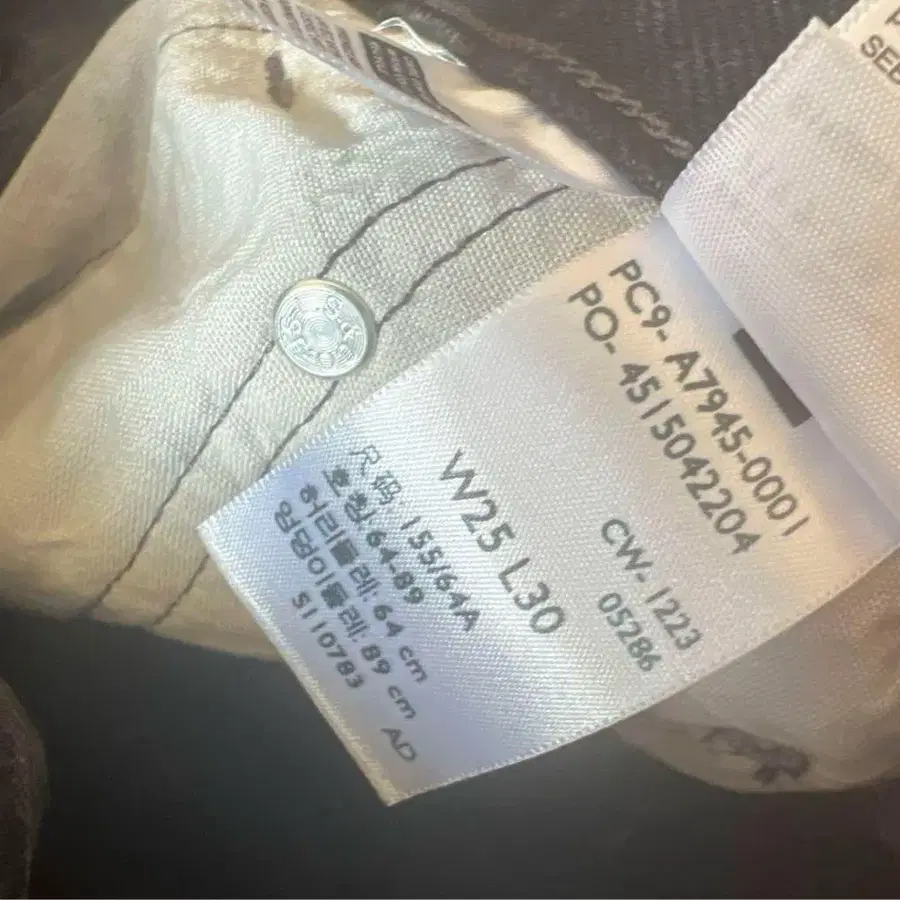 PC9- A7945-0001
PO- 4515042204
CW- 1223
05286
W25 L30
尺码: 155/64A
호칭: 64-89
허리둘레: 64 cm
엉덩이둘레: 89 cm
5110783 AD